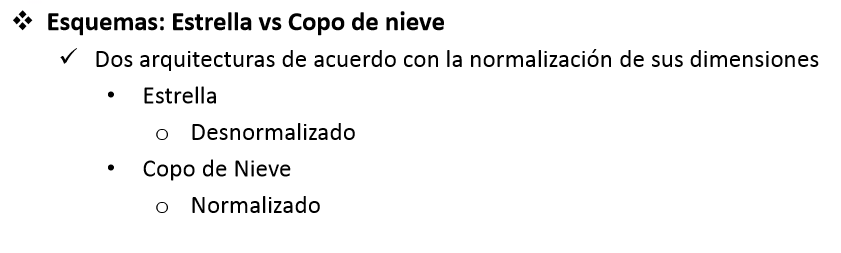 ❖ Esquemas: Estrella vs Copo de nieve
✓ Dos arquitecturas de acuerdo con la normalización de sus dimensiones
• Estrella
o Desnormalizado
• Copo de Nieve
o Normalizado